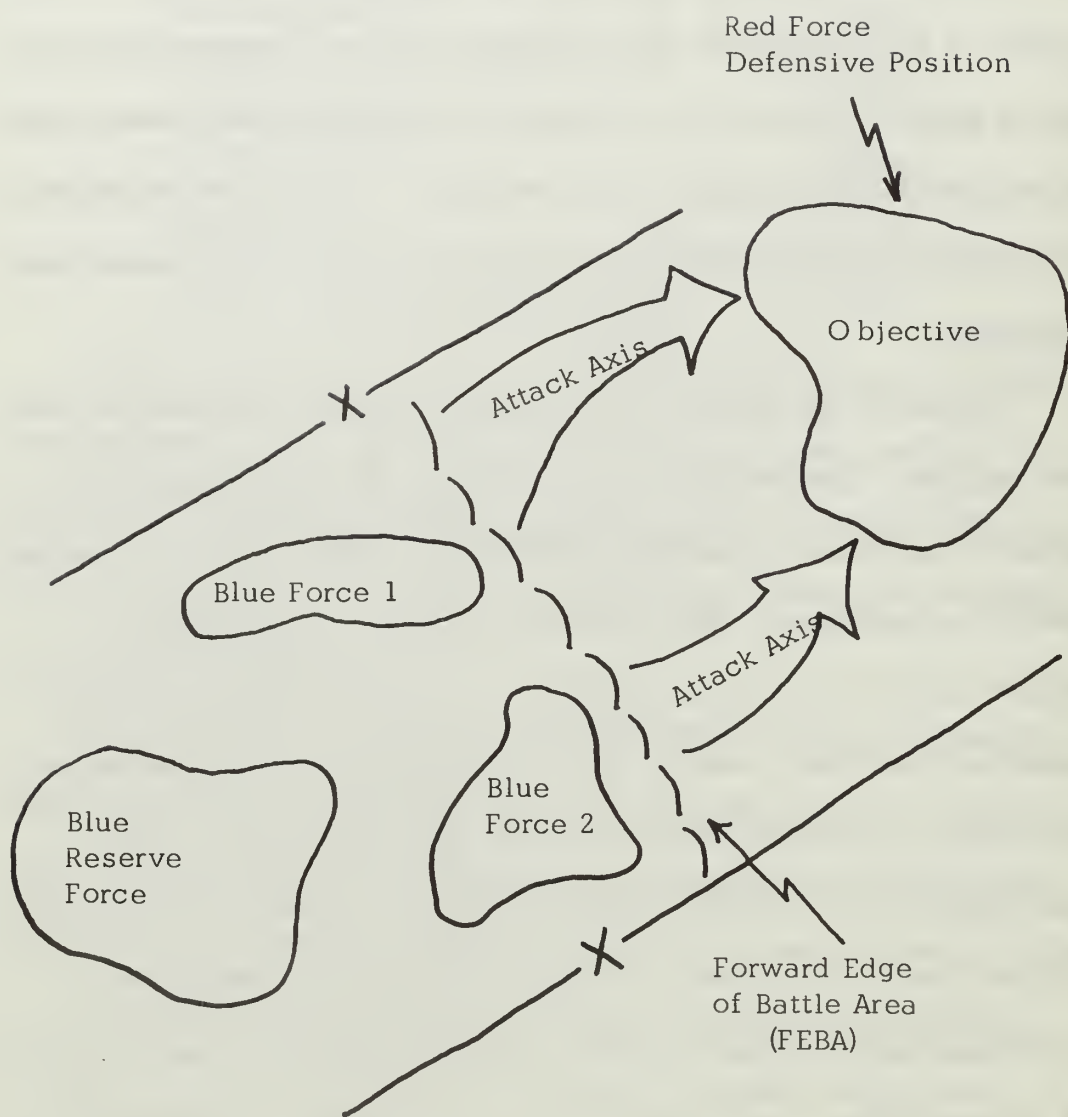 Red Force
Defensive Position
Objective
Attack Axis
X
Blue Force 1
Attack Axis
Blue
Force 2
Blue
Reserve
Force
X
Forward Edge
of Battle Area
(FEBA)